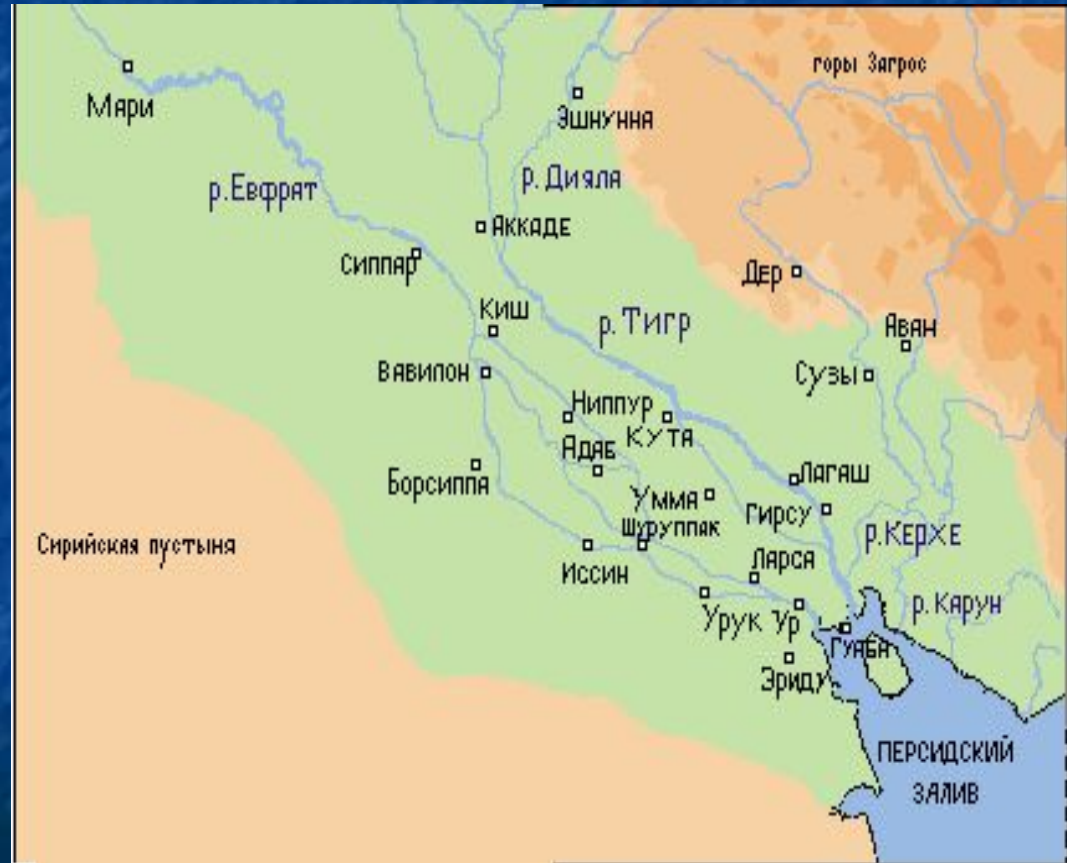 горы Загрос
Мари
Эшнунна
р. Дияла
р. Евфрат
Аккаде
Сиппар
Дер
Киш
р. Тигр
Аван
Вавилон
Сузы
Ниппур
Кута
Адаб
Борсиппа
Лагаш
Умма
Гирсу
Шуруппак
р. Керхе
Сирийская пустыня
Иссин
Ларса
р. Карун
Урук
Ур
Гуаба
Эриду
ПЕРСИДСКИЙ
ЗАЛИВ